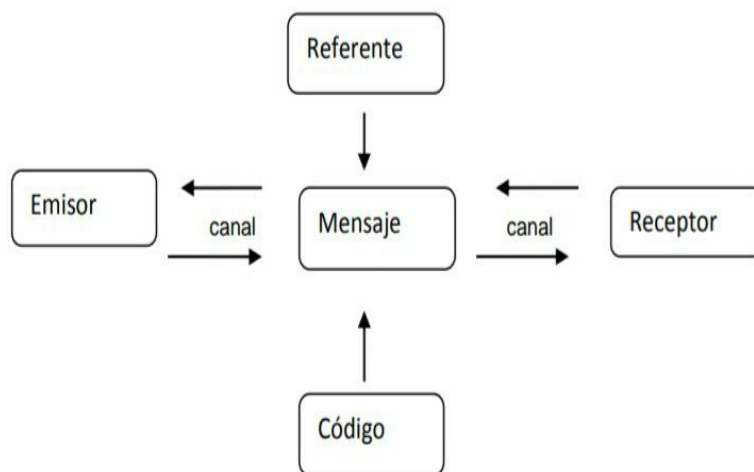 Referente
Emisor
canal
Mensaje
canal
Receptor
Código